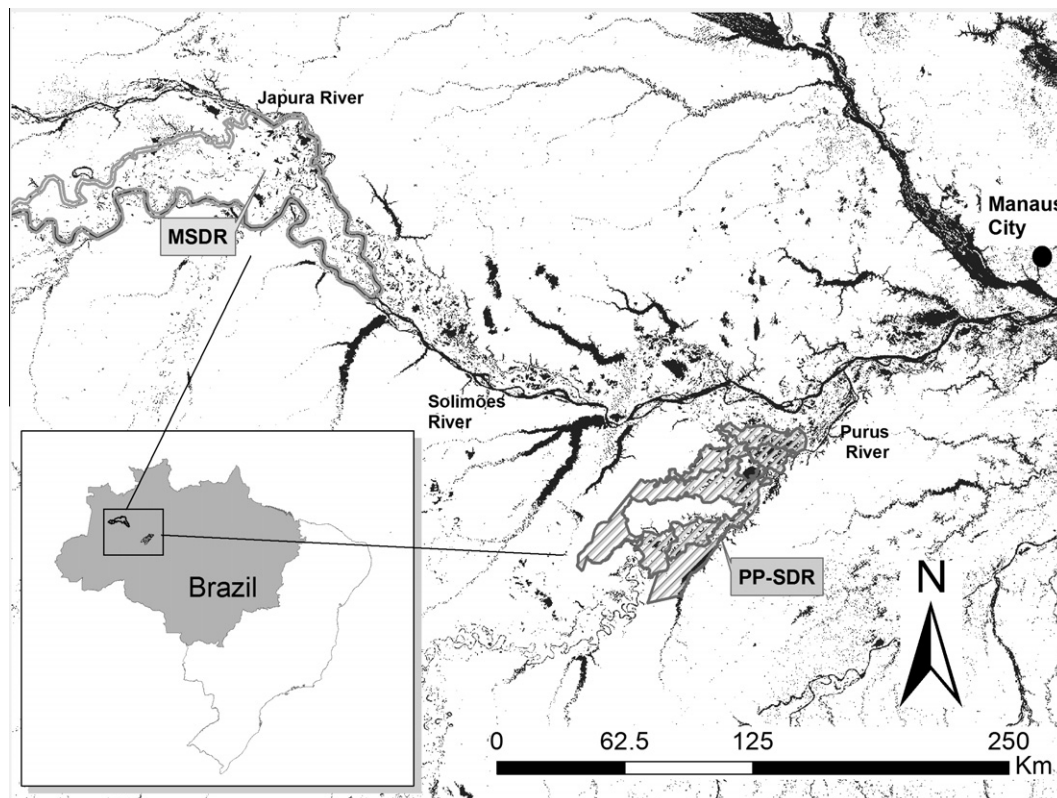 Japura River
MSDR
Manaus
City
Solimões
River
Purus
River
PP-SDR
Brazil
N
0 62.5 125 250
Km